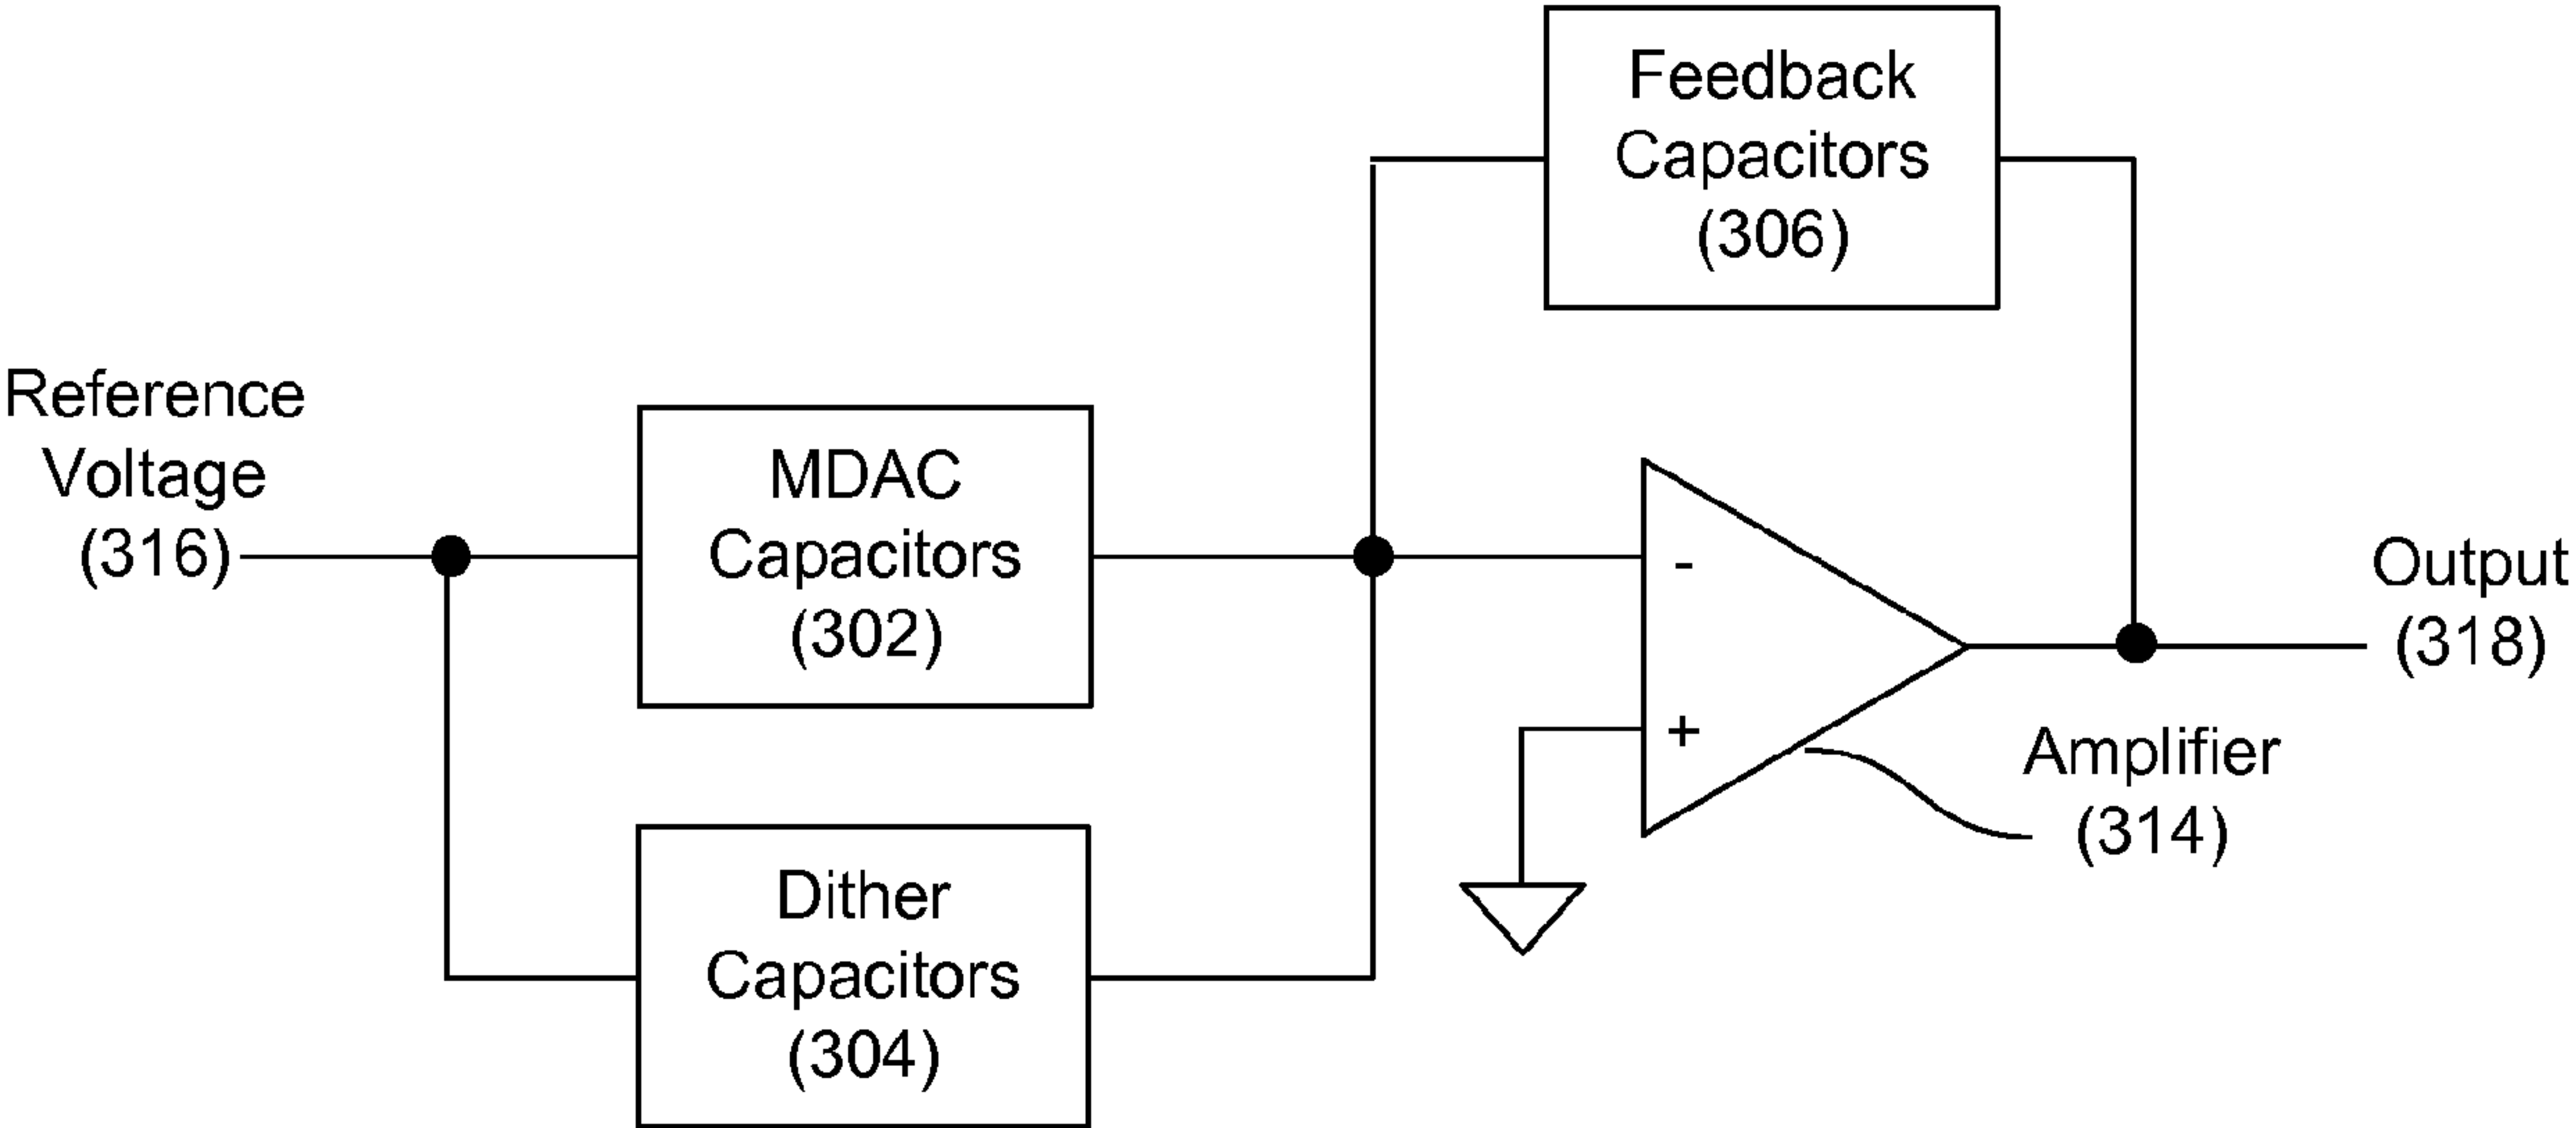 Feedback
Capacitors
(306)
Reference
Voltage
(316)
MDAC
Capacitors
(302)
-
+
Output
(318)
Amplifier
(314)
Dither
Capacitors
(304)